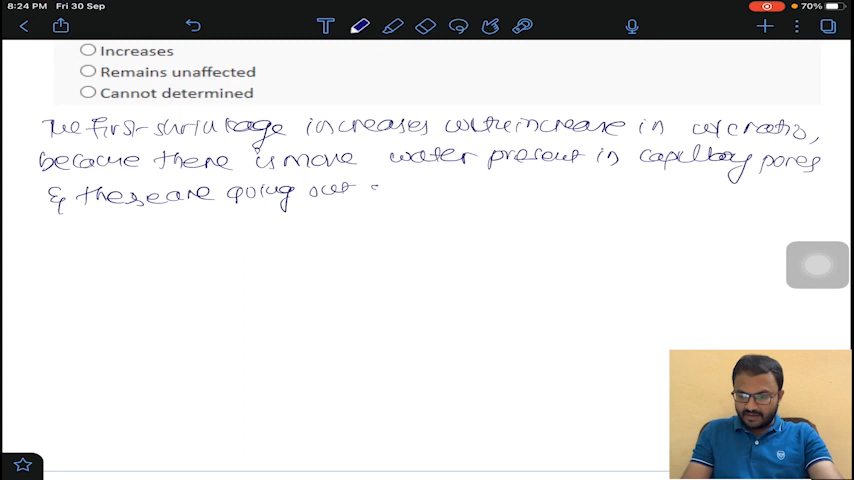 8:24 PM Fri 30 Sep
70%
Increases
Remains unaffected
Cannot determined
The first shrinkage increases with increase in w/c ratio,
because there is more water present in capillary pores
& these are going out